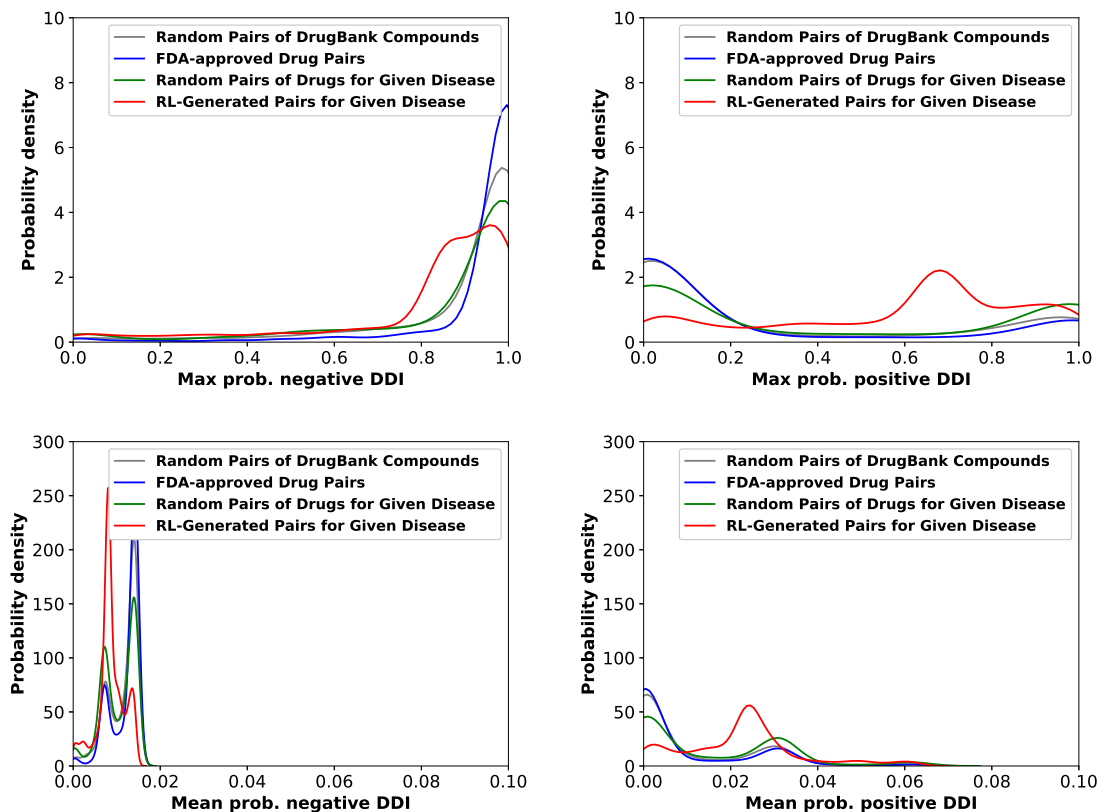 10
8
6
4
2
0
Probability density
Random Pairs of DrugBank Compounds
FDA-approved Drug Pairs
Random Pairs of Drugs for Given Disease
RL-Generated Pairs for Given Disease
0.0 0.2 0.4 0.6 0.8 1.0
Max prob. negative DDI
10
8
6
4
2
0
Probability density
Random Pairs of DrugBank Compounds
FDA-approved Drug Pairs
Random Pairs of Drugs for Given Disease
RL-Generated Pairs for Given Disease
0.0 0.2 0.4 0.6 0.8 1.0
Max prob. positive DDI
300
250
200
150
100
50
0
Probability density
Random Pairs of DrugBank Compounds
FDA-approved Drug Pairs
Random Pairs of Drugs for Given Disease
RL-Generated Pairs for Given Disease
0.00 0.02 0.04 0.06 0.08 0.10
Mean prob. negative DDI
300
250
200
150
100
50
0
Probability density
Random Pairs of DrugBank Compounds
FDA-approved Drug Pairs
Random Pairs of Drugs for Given Disease
RL-Generated Pairs for Given Disease
0.00 0.02 0.04 0.06 0.08 0.10
Mean prob. positive DDI